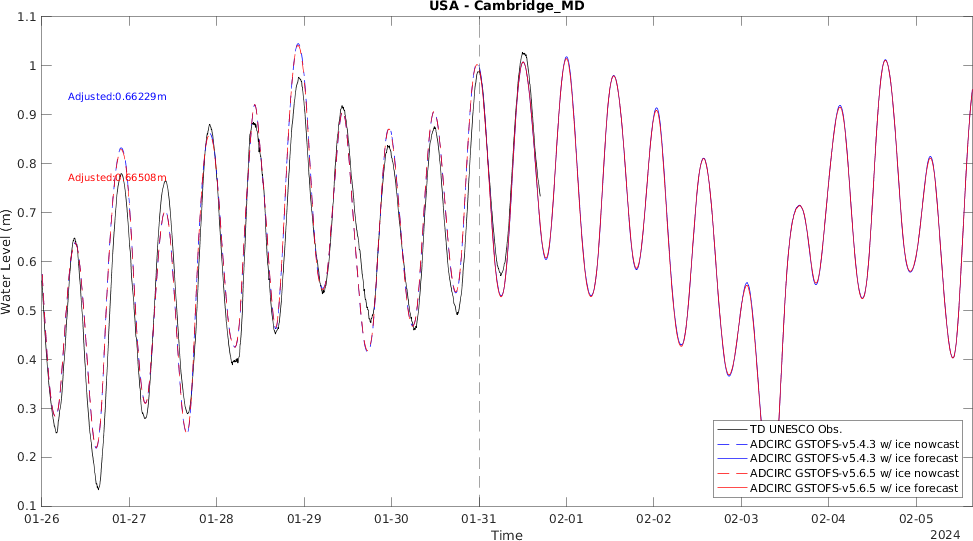 USA - Cambridge_MD
1.1
1
0.9
0.8
0.7
0.6
0.5
0.4
0.3
0.2
0.1
Water Level (m)
Adjusted:0.66229m
Adjusted:0.66508m
TD UNESCO Obs.
ADCIRC GSTOFS-v5.4.3 w/ ice nowcast
ADCIRC GSTOFS-v5.4.3 w/ ice forecast
ADCIRC GSTOFS-v5.6.5 w/ ice nowcast
ADCIRC GSTOFS-v5.6.5 w/ ice forecast
01-26 01-27 01-28 01-29 01-30 01-31 02-01 02-02 02-03 02-04 02-05
Time
2024